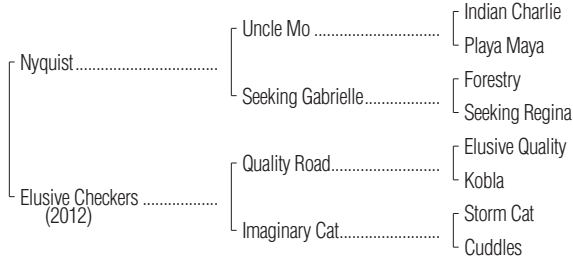 Indian Charlie
Uncle Mo ..................................
Playa Maya
Nyquist.................................
Forestry
Seeking Gabrielle....................
Seeking Regina
Elusive Quality
Quality Road............................
Kobla
Elusive Checkers ..................
(2012)
Storm Cat
Imaginary Cat..........................
Cuddles